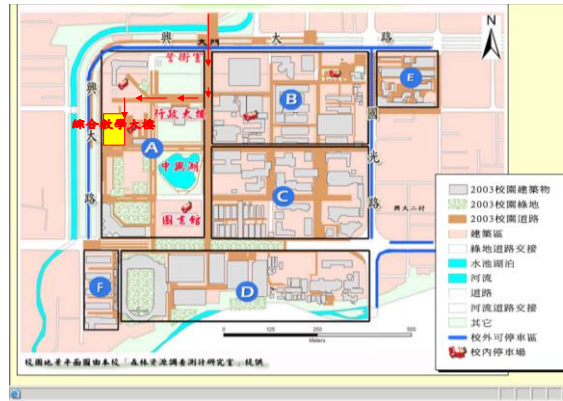 N
興 大 路
大門
警衛室
E
B
行政大樓
綜合教學大樓
A
國光路
興大路
中興湖
C
興大二村
圖書館
2003校園建築物
2003校園綠地
2003校園道路
建築區
綠地道路交接
水池湖泊
河流
道路
河流道路交接
其它
校外可停車區
校內停車場
F
D
0 125 250 500
Meters
校園地景平面圖由本校「森林資源調查測計研究室」提供